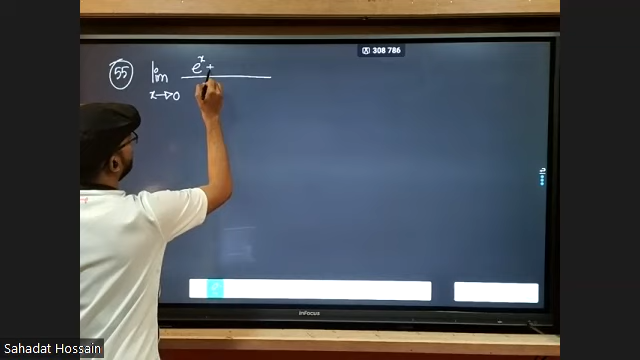 308 786
55 lim e^x +
x→0
InFocus
Sahadat Hossain